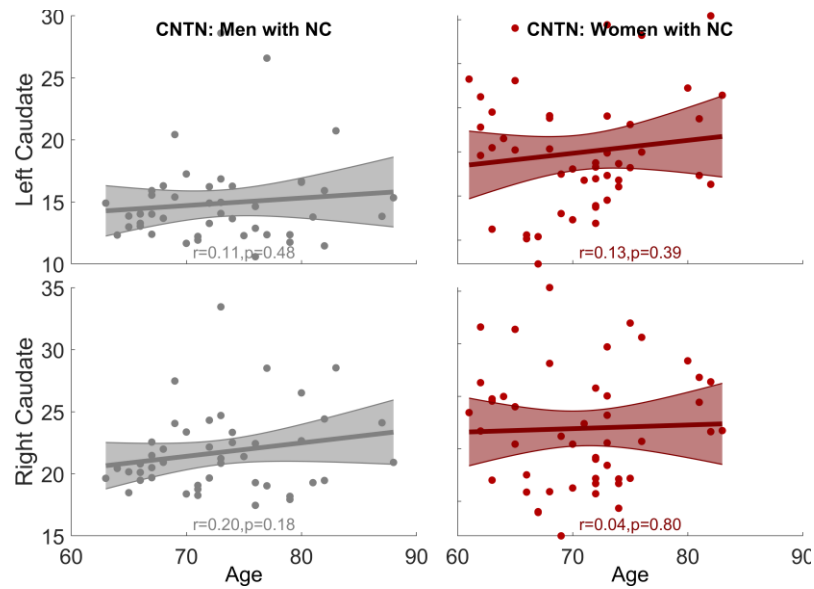 CNTN: Men with NC
CNTN: Women with NC
Left Caudate
30
25
20
15
10
r=0.11,p=0.48
r=0.13,p=0.39
Right Caudate
35
30
25
20
15
r=0.20,p=0.18
r=0.04,p=0.80
60
70
80
90
60
70
80
90
Age
Age